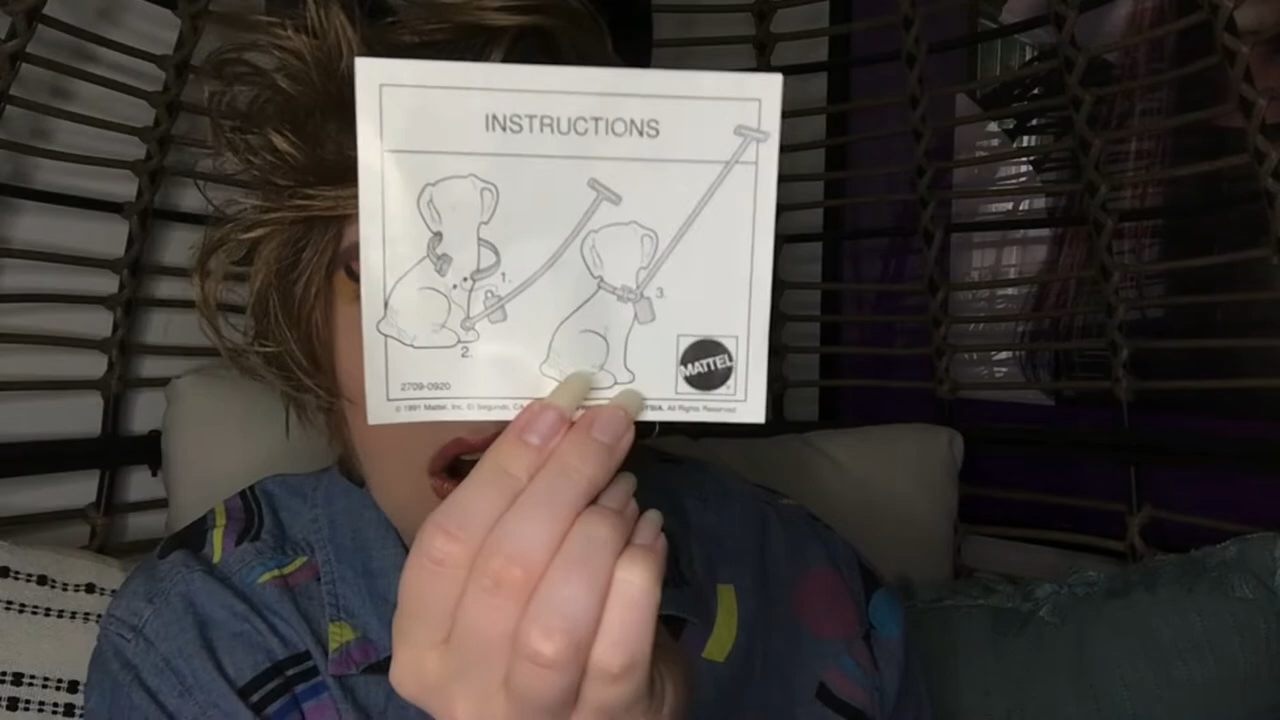 INSTRUCTIONS
1.
3.
2.
MATTEL
2709-0920
© 1991 Mattel, Inc. El Segundo, CA All Rights Reserved